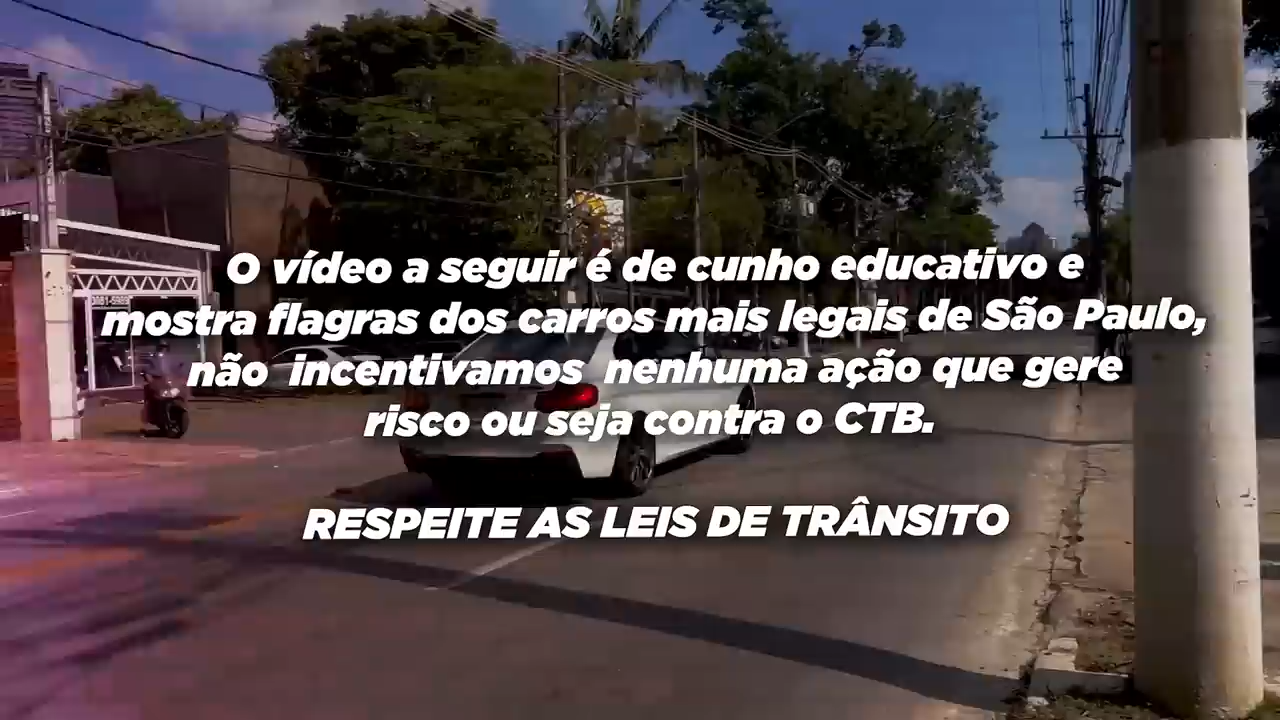 O vídeo a seguir é de cunho educativo e
mostra flagras dos carros mais legais de São Paulo,
não incentivamos nenhuma ação que gere
risco ou seja contra o CTB.
RESPEITE AS LEIS DE TRÂNSITO